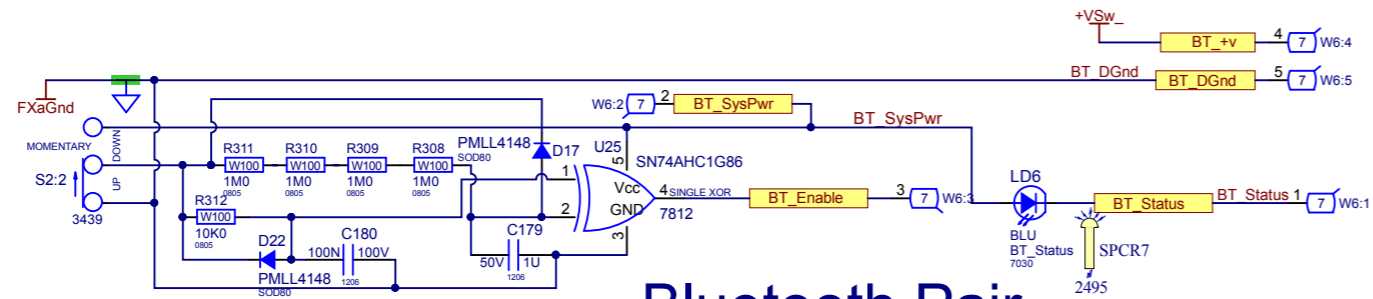 +VSw_
BT_+v 4 7 W6:4
BT_DGnd BT_DGnd 5 7 W6:5
FXaGnd
W6:2 7 2 BT_SysPwr
BT_SysPwr
MOMENTARY DOWN
UP
S2:2
3439
R311 W100 1M0 0805
R310 W100 1M0 0805
R309 W100 1M0 0805
R308 W100 1M0 0805
PMLL4148
SOD80
D17
U25
SN74AHC1G86
5
1
2
Vcc
GND
3
4 SINGLE XOR
7812
BT_Enable 3 7 W6:3
R312 W100 10K0 0805
D22
PMLL4148
SOD80
C180
100N 100V
1206
C179
50V 1U
1206
LD6
BLU
BT_Status
7030
BT_Status BT_Status 1 7 W6:1
SPCR7
2495